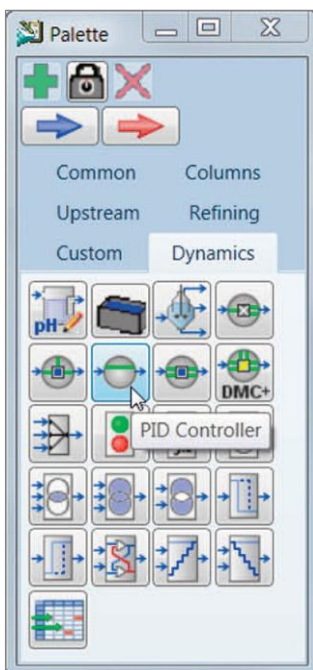 Palette
Common Columns
Upstream Refining
Custom Dynamics
pH
DMC+
PID Controller